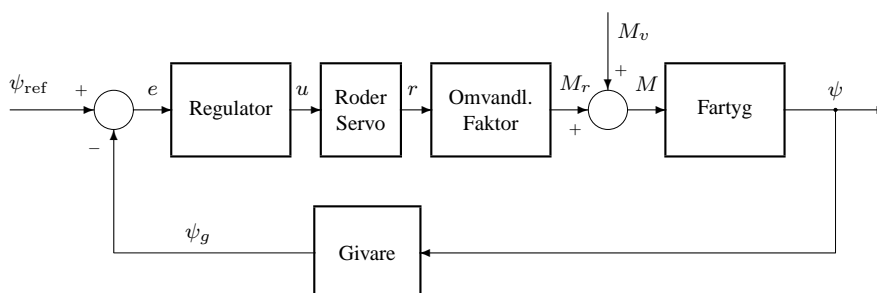 M_v
ψ_ref + e Regulator u Roder Servo r Omvandl. Faktor M_r + + M Fartyg ψ
−
ψ_g Givare